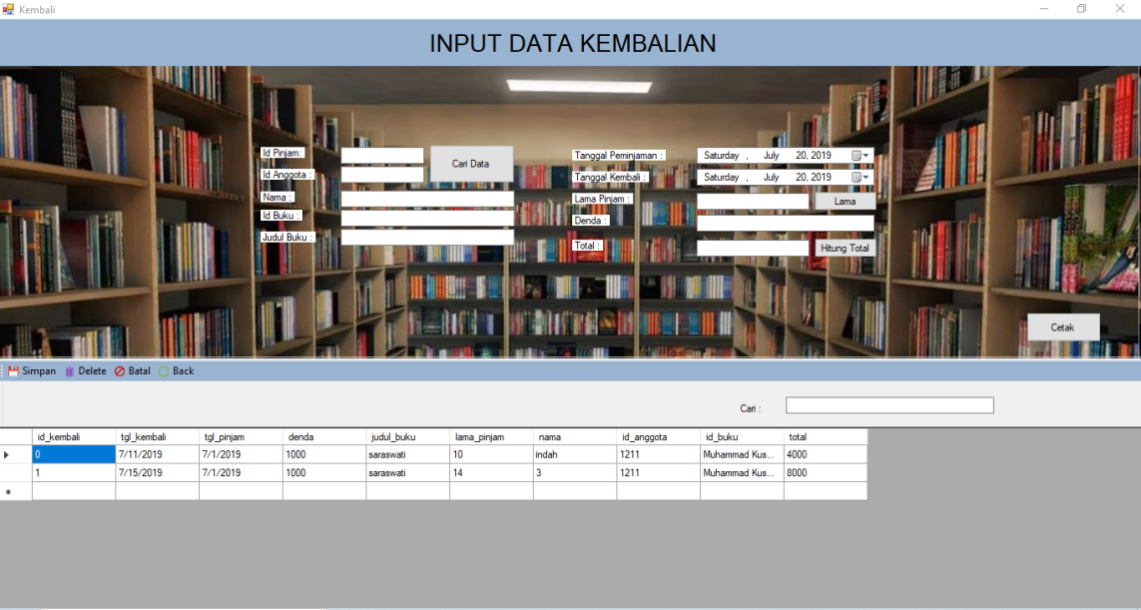 Kembali
INPUT DATA KEMBALIAN
Id Pinjam:
Cari Data
Id Anggota :
Nama :
Id Buku :
Judul Buku :
Tanggal Peminjaman : Saturday , July 20, 2019
Tanggal Kembali : Saturday , July 20, 2019
Lama Pinjam : Lama
Denda :
Total : Hitung Total
Cetak
Simpan Delete Batal Back
Cari :
id_kembali tgl_kembali tgl_pinjam denda judul_buku lama_pinjam nama id_anggota id_buku total
0 7/11/2019 7/1/2019 1000 saraswati 10 indah 1211 Muhammad Kus... 4000
1 7/15/2019 7/1/2019 1000 saraswati 14 3 1211 Muhammad Kus... 8000